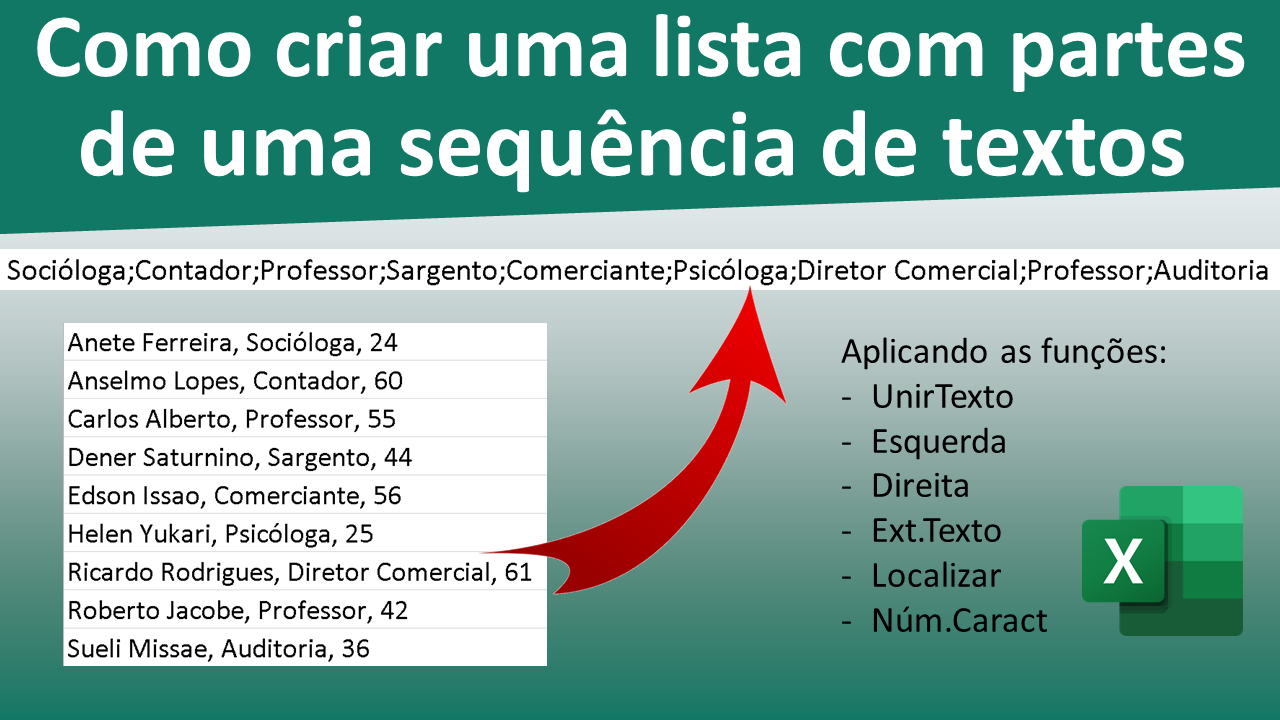 Como criar uma lista com partes
de uma sequência de textos
Socióloga;Contador;Professor;Sargento;Comerciante;Psicóloga;Diretor Comercial;Professor;Auditoria
Anete Ferreira, Socióloga, 24
Anselmo Lopes, Contador, 60
Carlos Alberto, Professor, 55
Dener Saturnino, Sargento, 44
Edson Issao, Comerciante, 56
Helen Yukari, Psicóloga, 25
Ricardo Rodrigues, Diretor Comercial, 61
Roberto Jacobe, Professor, 42
Sueli Missae, Auditoria, 36
Aplicando as funções:
- UnirTexto
- Esquerda
- Direita
- Ext.Texto
- Localizar
- Núm.Caract
X